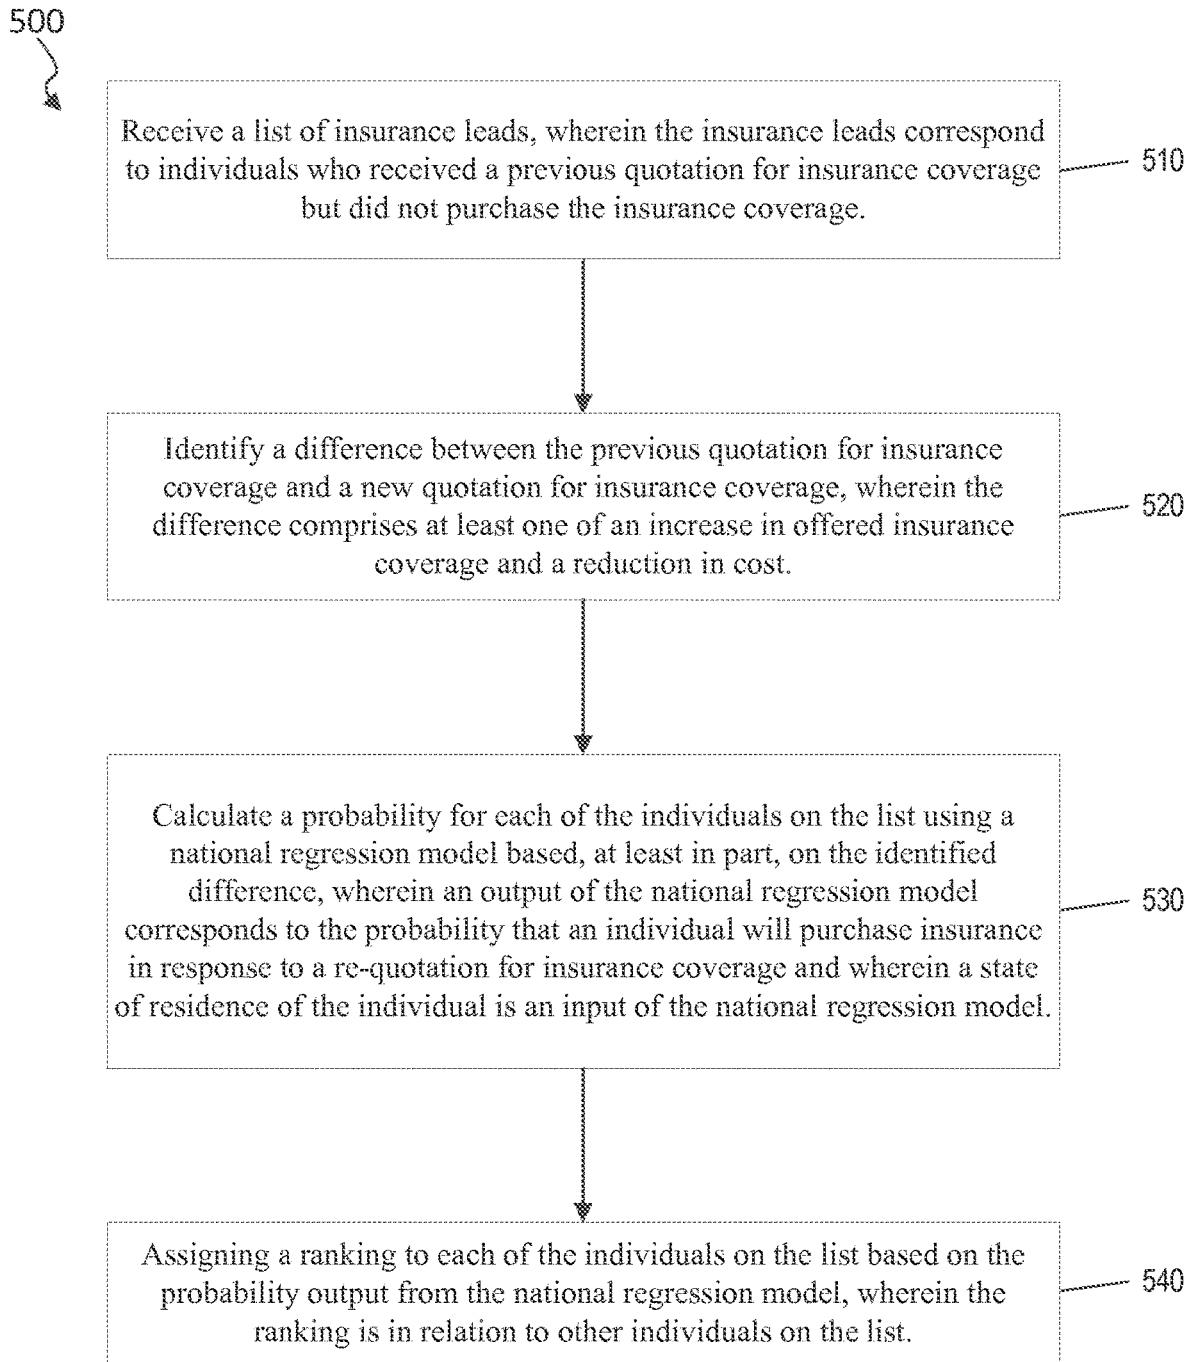 500
Receive a list of insurance leads, wherein the insurance leads correspond
to individuals who received a previous quotation for insurance coverage
but did not purchase the insurance coverage.
510
Identify a difference between the previous quotation for insurance
coverage and a new quotation for insurance coverage, wherein the
difference comprises at least one of an increase in offered insurance
coverage and a reduction in cost.
520
Calculate a probability for each of the individuals on the list using a
national regression model based, at least in part, on the identified
difference, wherein an output of the national regression model
corresponds to the probability that an individual will purchase insurance
in response to a re-quotation for insurance coverage and wherein a state
of residence of the individual is an input of the national regression model.
530
Assigning a ranking to each of the individuals on the list based on the
probability output from the national regression model, wherein the
ranking is in relation to other individuals on the list.
540